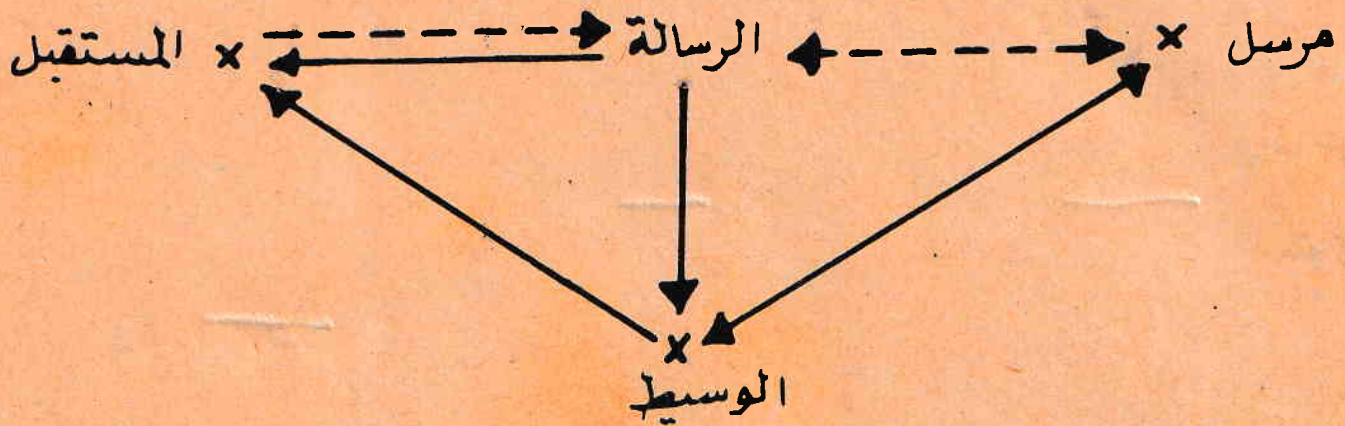 مرسل × الرسالة × المستقبل
×
الوسيط